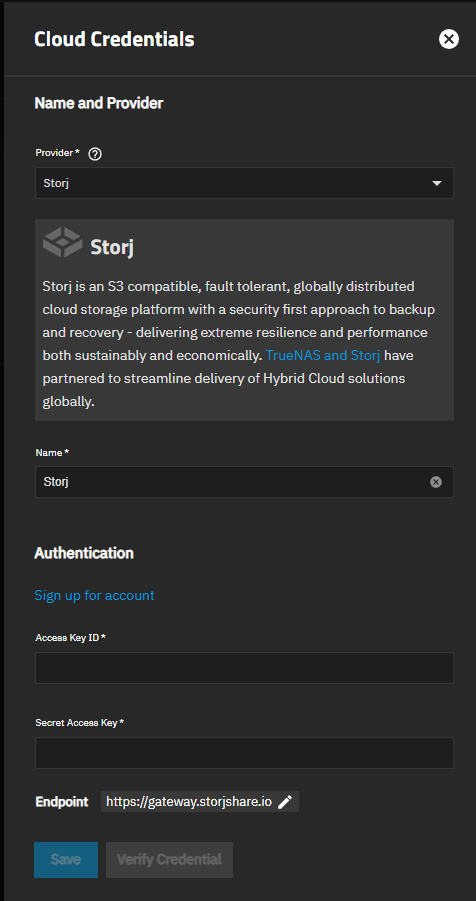 Cloud Credentials
Name and Provider
Provider *
Storj
Storj
Storj is an S3 compatible, fault tolerant, globally distributed
cloud storage platform with a security first approach to backup
and recovery - delivering extreme resilience and performance
both sustainably and economically. TrueNAS and Storj have
partnered to streamline delivery of Hybrid Cloud solutions
globally.
Name *
Storj
Authentication
Sign up for account
Access Key ID *
Secret Access Key *
Endpoint https://gateway.storjshare.io
Save Verify Credential